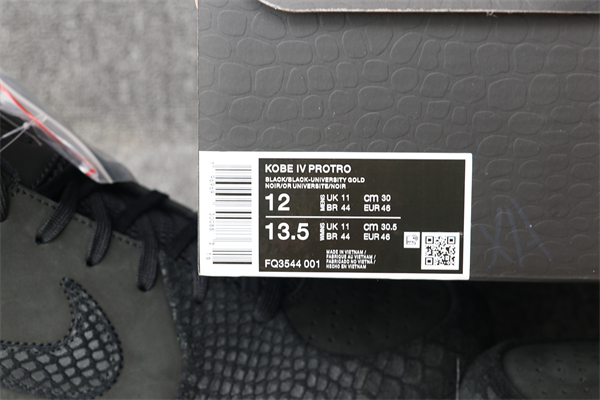 KOBE IV PROTRO
BLACK/BLACK-UNIVERSITY GOLD
NOIR/OR UNIVERSITE/NOIR
12 UK 11 cm 30
BR 44 EUR 46
13.5 UK 11 cm 30.5
BR 44 EUR 46
FQ3544 001
MADE IN VIETNAM /
FABRIQUE AU VIETNAM /
FABRICADO NO VIETNÃ /
HECHO EN VIETNAM